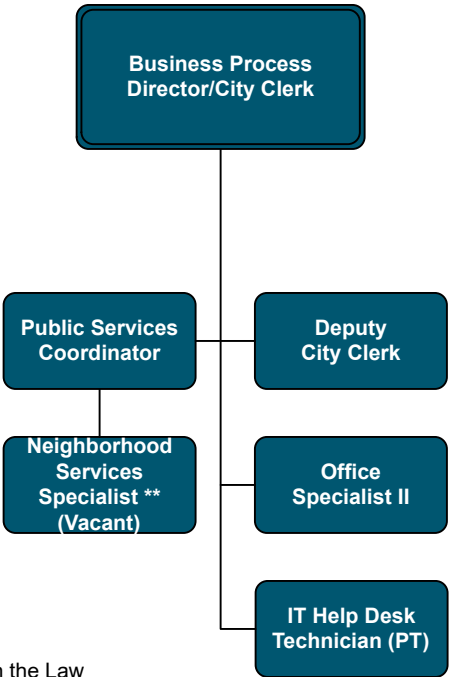 Business Process
Director/City Clerk
Public Services
Coordinator
Deputy
City Clerk
Neighborhood
Services
Specialist **
(Vacant)
Office
Specialist II
IT Help Desk
Technician (PT)
the Law